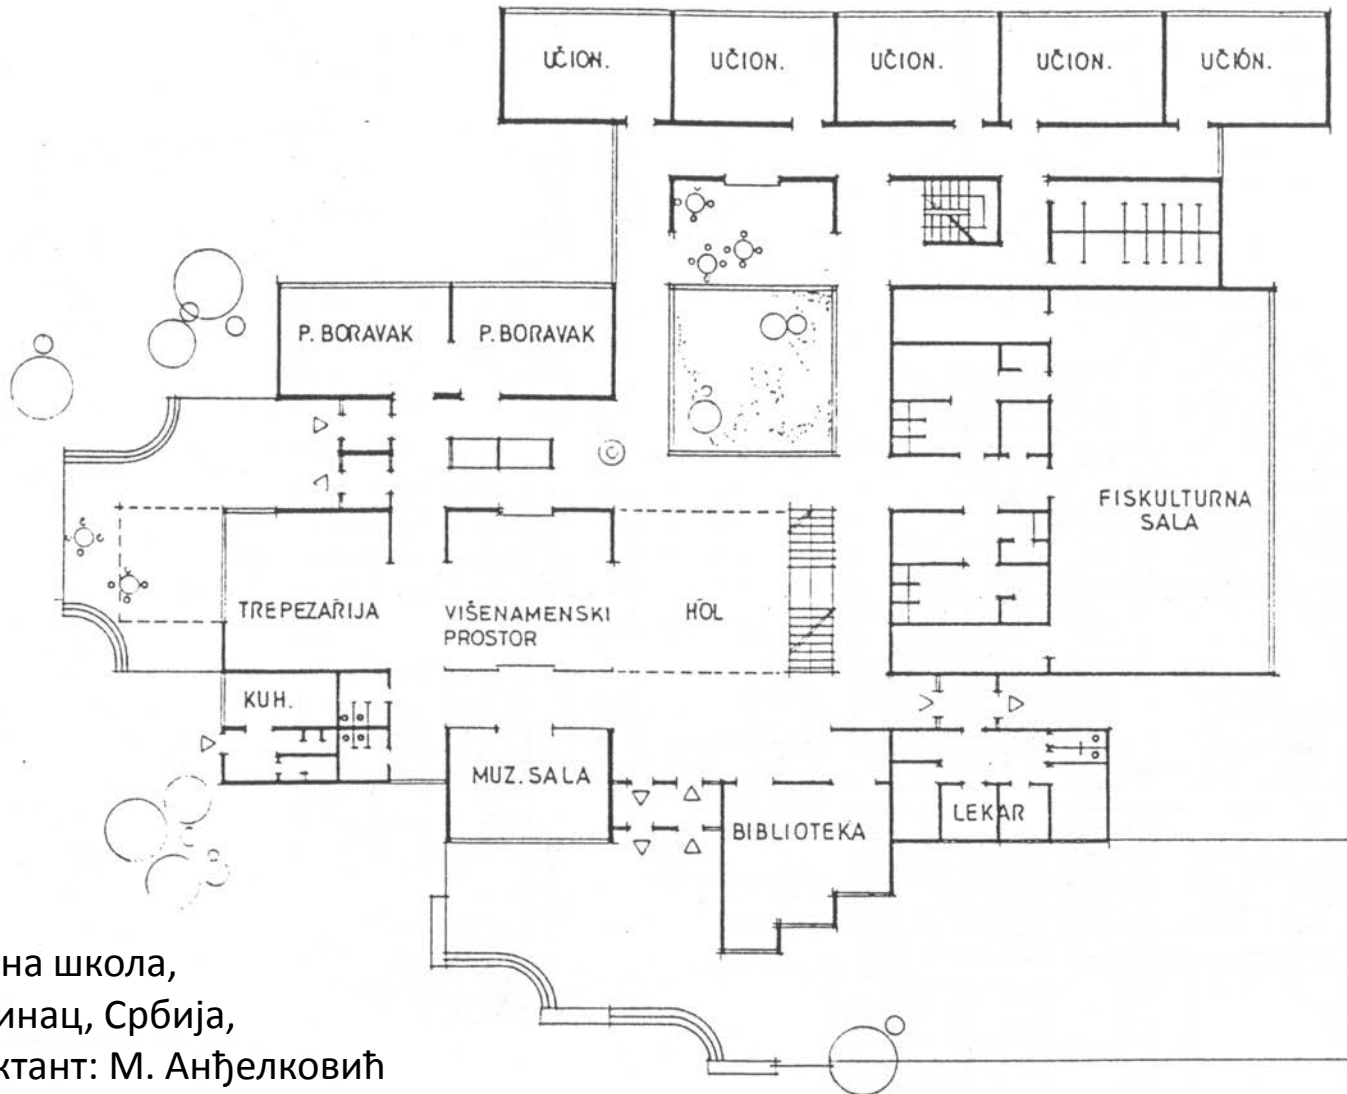 UČION.
UČION.
UČION.
UČION.
UČION.
P. BORAVAK
P. BORAVAK
FISKULTURNA
SALA
TREPEZARIJA
VIŠENAMENSKI
PROSTOR
HOL
KUH.
MUZ. SALA
BIBLIOTEKA
LEKAR
на школа,
инац, Србија,
ктант: М. Анђелковић